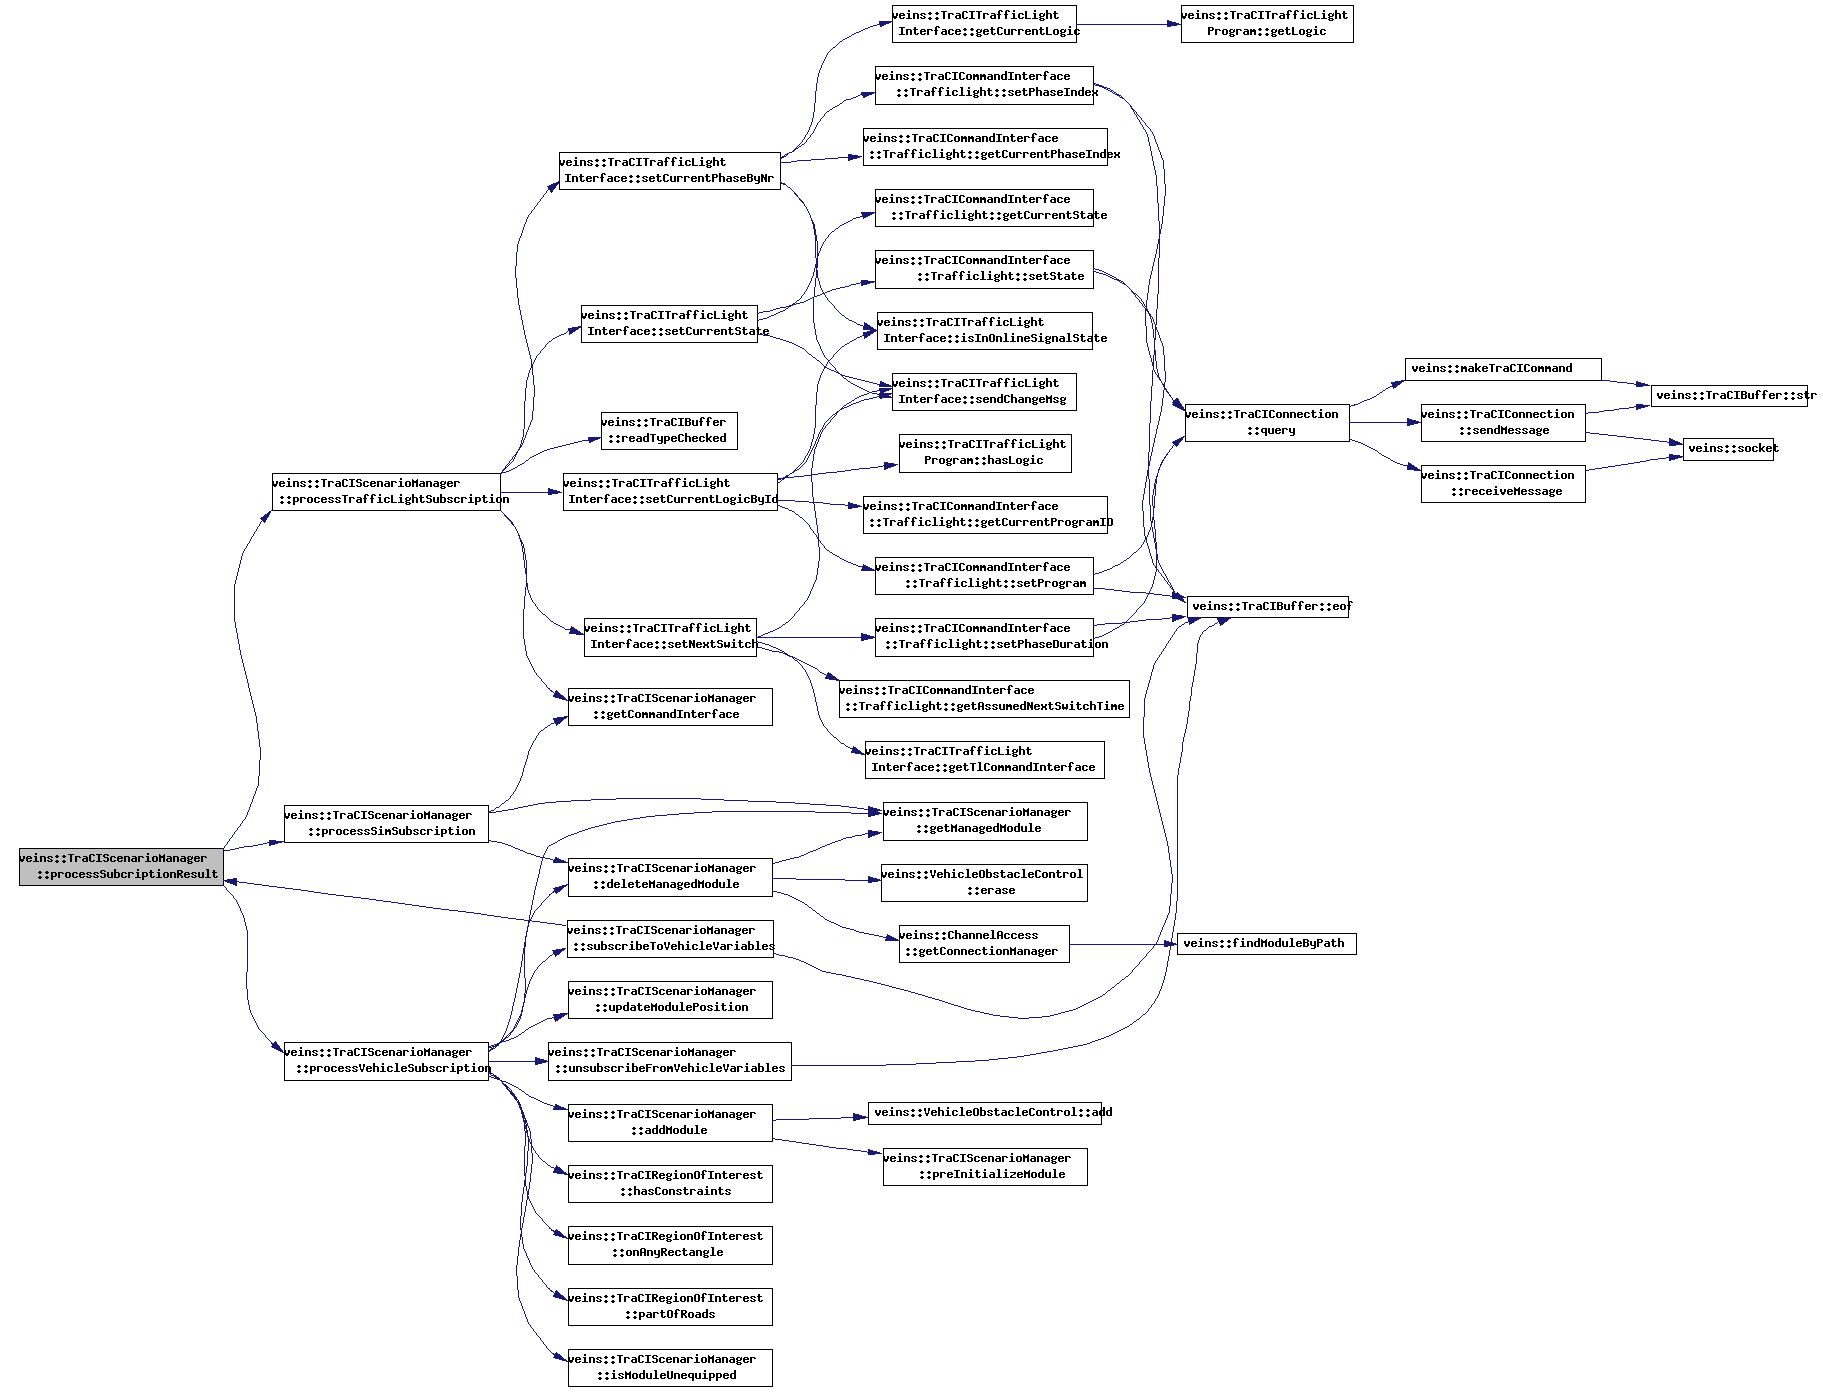 veins::TraCITrafficLight
Interface::getCurrentLogic
veins::TraCITrafficLight
Program::getLogic
veins::TraCICommandInterface
::Trafficlight::setPhaseIndex
veins::TraCICommandInterface
::Trafficlight::getCurrentPhaseIndex
veins::TraCITrafficLight
Interface::setCurrentPhaseByNr
veins::TraCICommandInterface
::Trafficlight::getCurrentState
veins::TraCICommandInterface
::Trafficlight::setState
veins::TraCITrafficLight
Interface::setCurrentState
veins::TraCITrafficLight
Interface::isInOnlineSignalState
veins::makeTraCICommand
veins::TraCITrafficLight
Interface::sendChangeMsg
veins::TraCIBuffer::str
veins::TraCIBuffer
::readTypeChecked
veins::TraCIConnection
::query
veins::TraCIConnection
::sendMessage
veins::TraCITrafficLight
Program::hasLogic
veins::socket
veins::TraCIScenarioManager
::processTrafficLightSubscription
veins::TraCITrafficLight
Interface::setCurrentLogicById
veins::TraCIConnection
::receiveMessage
veins::TraCICommandInterface
::Trafficlight::getCurrentProgramID
veins::TraCICommandInterface
::Trafficlight::setProgram
veins::TraCIBuffer::eof
veins::TraCITrafficLight
Interface::setNextSwitch
veins::TraCICommandInterface
::Trafficlight::setPhaseDuration
veins::TraCIScenarioManager
::getCommandInterface
veins::TraCICommandInterface
::Trafficlight::getAssumedNextSwitchTime
veins::TraCITrafficLight
Interface::getTlCommandInterface
veins::TraCIScenarioManager
::processSimSubscription
veins::TraCIScenarioManager
::getManagedModule
veins::TraCIScenarioManager
::processSubcriptionResult
veins::TraCIScenarioManager
::deleteManagedModule
veins::VehicleObstacleControl
::erase
veins::TraCIScenarioManager
::subscribeToVehicleVariables
veins::ChannelAccess
::getConnectionManager
veins::findModuleByPath
veins::TraCIScenarioManager
::updateModulePosition
veins::TraCIScenarioManager
::processVehicleSubscription
veins::TraCIScenarioManager
::unsubscribeFromVehicleVariables
veins::TraCIScenarioManager
::addModule
veins::VehicleObstacleControl::add
veins::TraCIScenarioManager
::preInitializeModule
veins::TraCIRegionOfInterest
::hasConstraints
veins::TraCIRegionOfInterest
::onAnyRectangle
veins::TraCIRegionOfInterest
::partOfRoads
veins::TraCIScenarioManager
::isModuleUnequipped